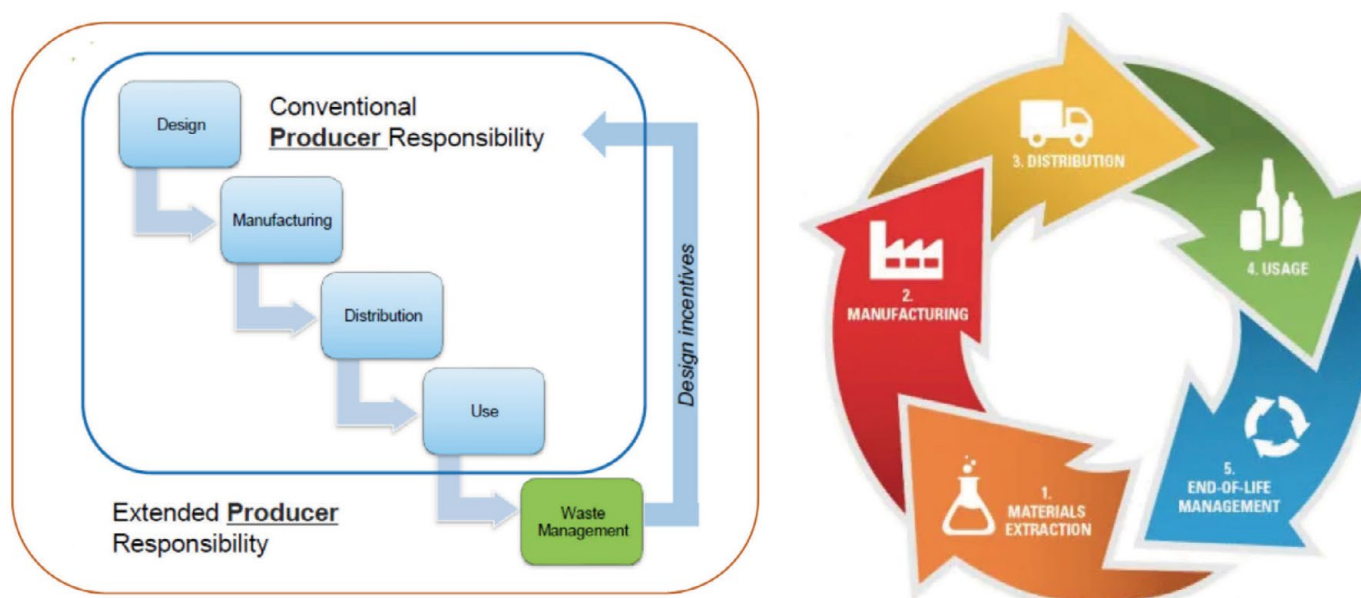 Design
Conventional
Producer Responsibility
Manufacturing
Distribution
Use
Design incentives
Extended Producer
Responsibility
Waste
Management
1.
MATERIALS
EXTRACTION
2.
MANUFACTURING
3. DISTRIBUTION
4. USAGE
5.
END-OF-LIFE
MANAGEMENT